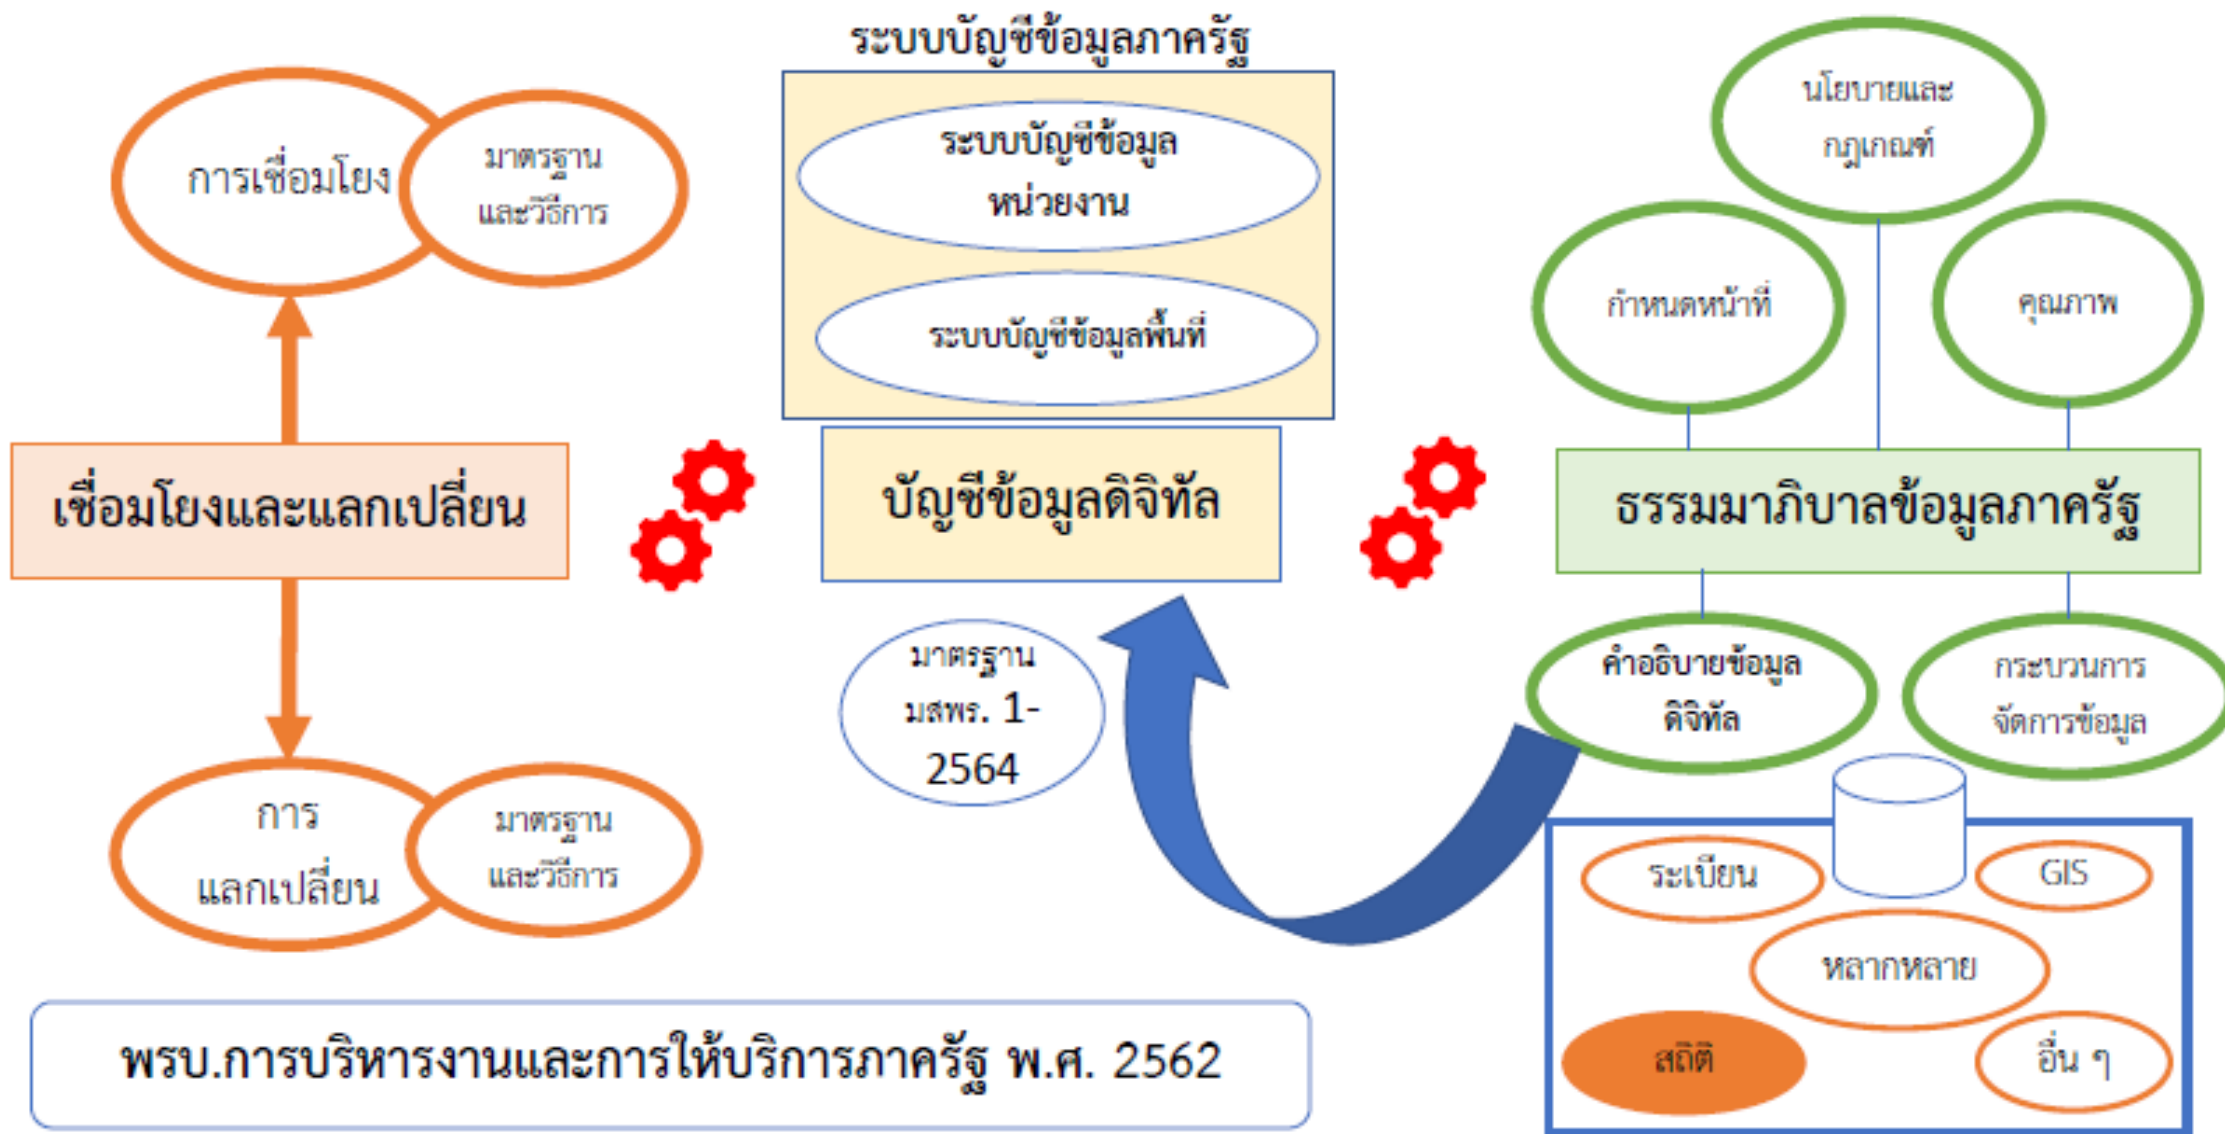 ระบบบัญชีข้อมูลภาครัฐ
ระบบบัญชีข้อมูล
หน่วยงาน
ระบบบัญชีข้อมูลพื้นที่
บัญชีข้อมูลดิจิทัล
มาตรฐาน
มสพร. 1-
2564
การเชื่อมโยง
มาตรฐาน
และวิธีการ
เชื่อมโยงและแลกเปลี่ยน
การ
แลกเปลี่ยน
มาตรฐาน
และวิธีการ
นโยบายและ
กฎเกณฑ์
กำหนดหน้าที่
คุณภาพ
ธรรมมาภิบาลข้อมูลภาครัฐ
คำอธิบายข้อมูล
ดิจิทัล
กระบวนการ
จัดการข้อมูล
ระเบียน
GIS
หลากหลาย
สถิติ
อื่น ๆ
พรบ.การบริหารงานและการให้บริการภาครัฐ พ.ศ. 2562